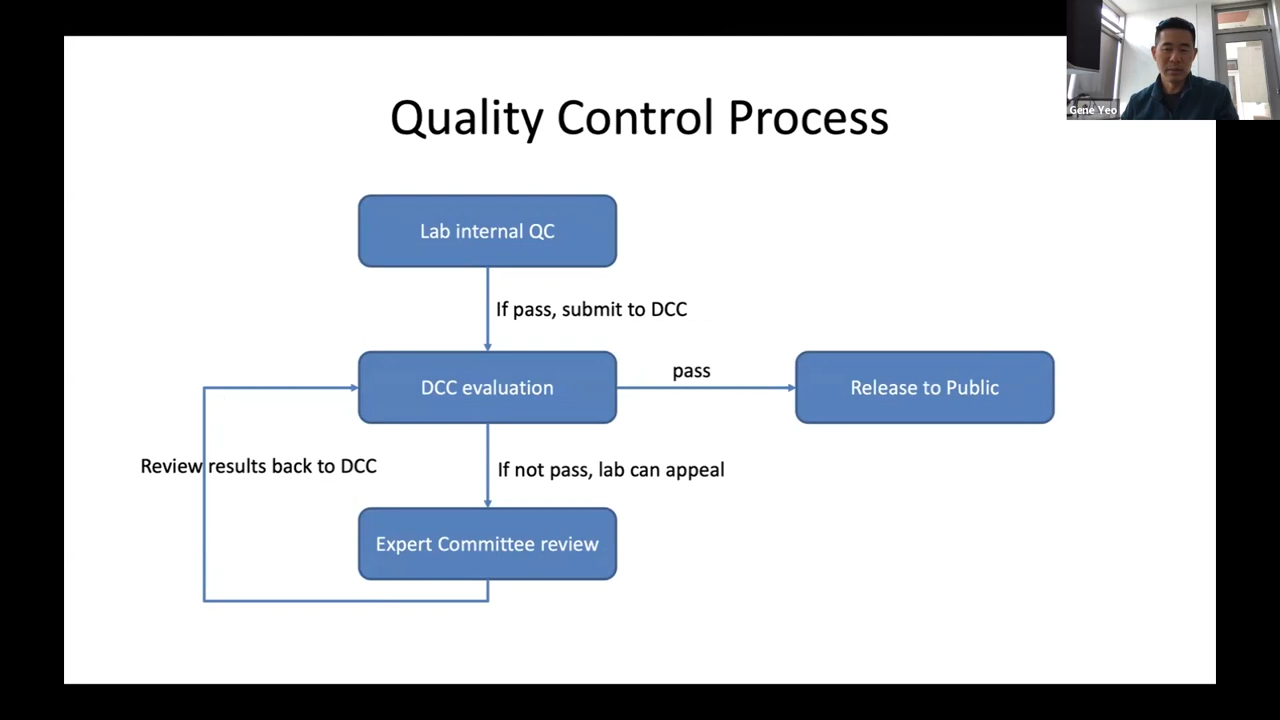 Gene Yeo
Quality Control Process
Lab internal QC
If pass, submit to DCC
DCC evaluation
pass
Release to Public
Review results back to DCC
If not pass, lab can appeal
Expert Committee review